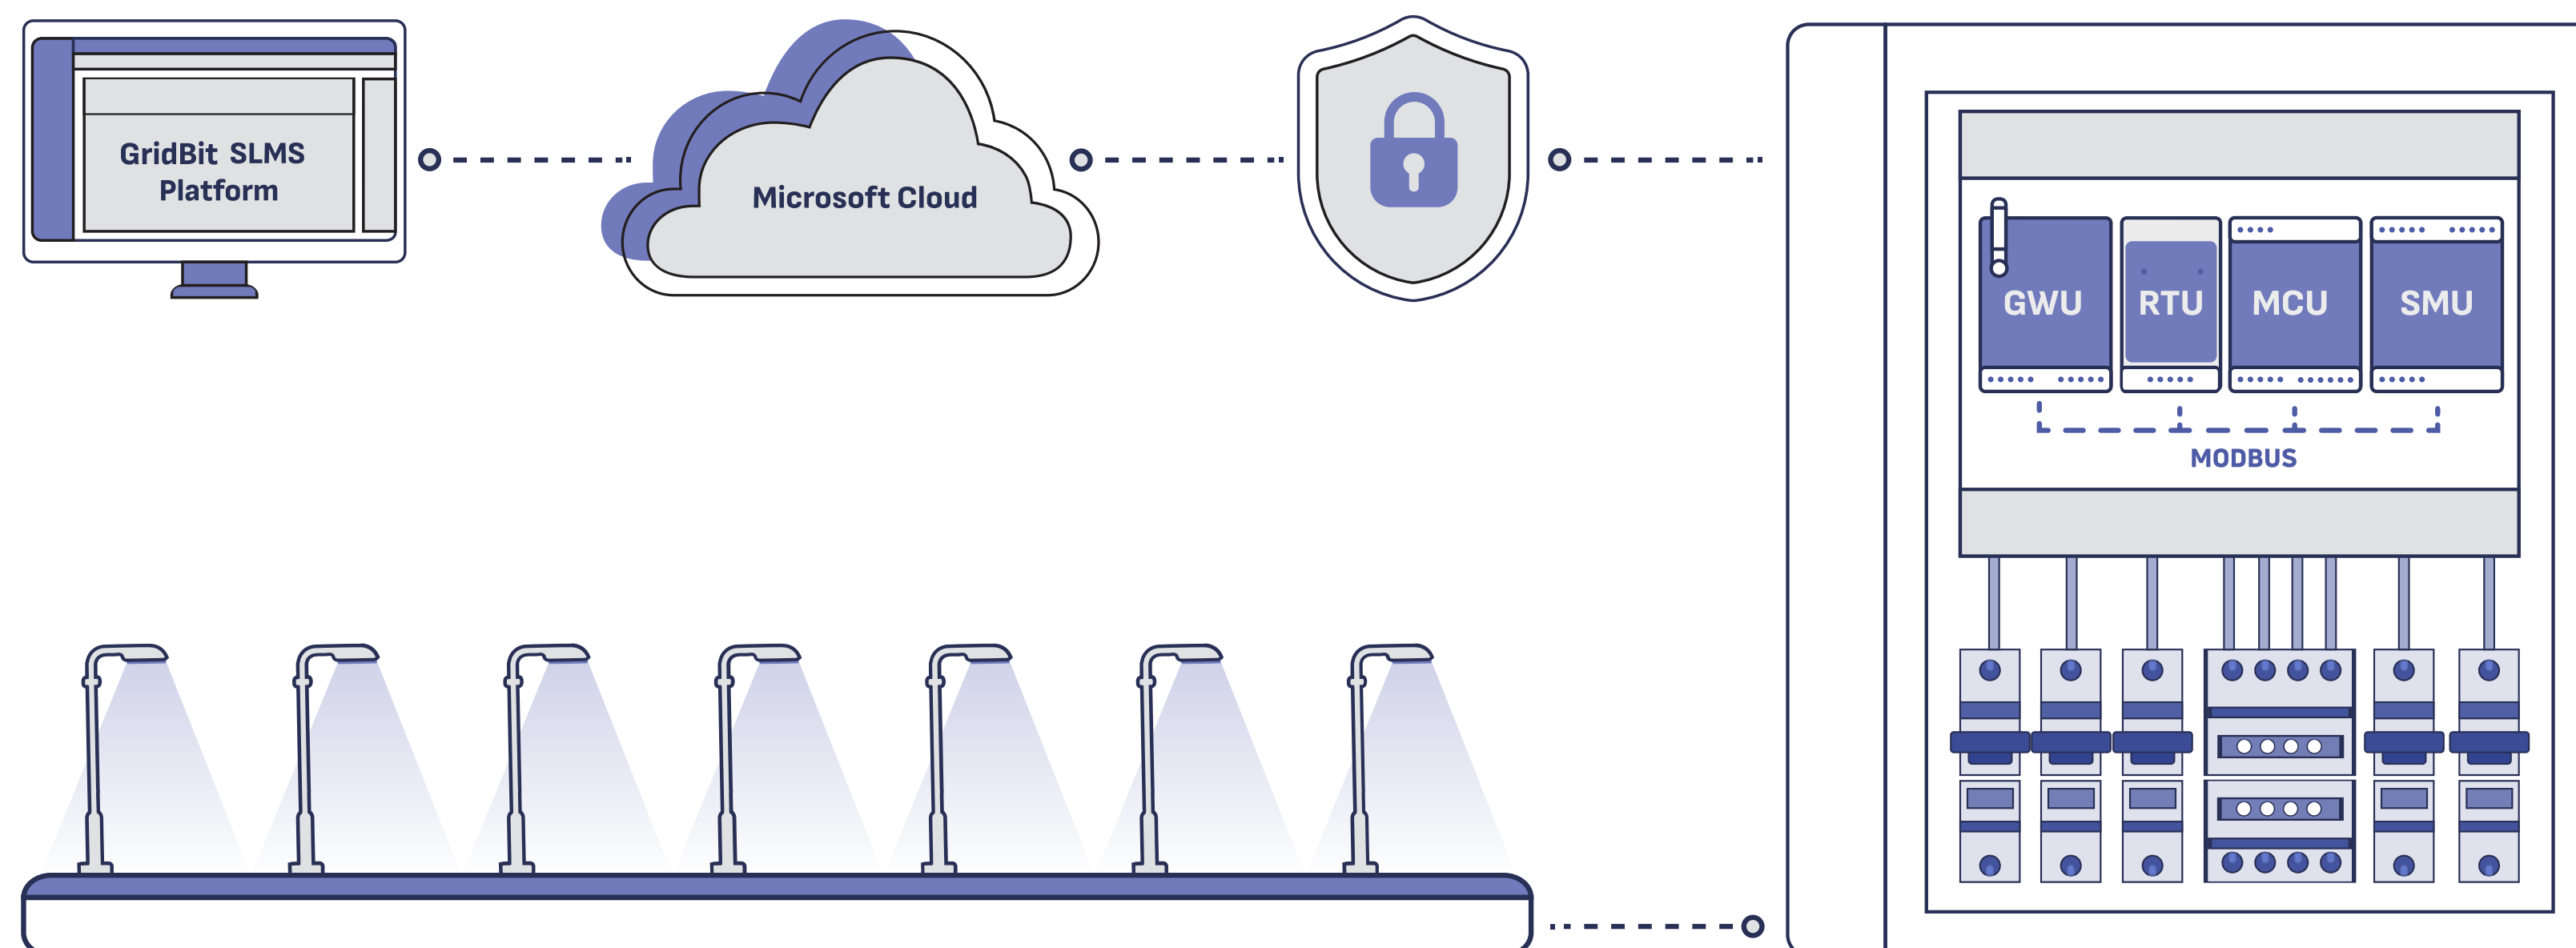 GridBit SLMS
Platform
Microsoft Cloud
GWU
RTU
MCU
SMU
MODBUS